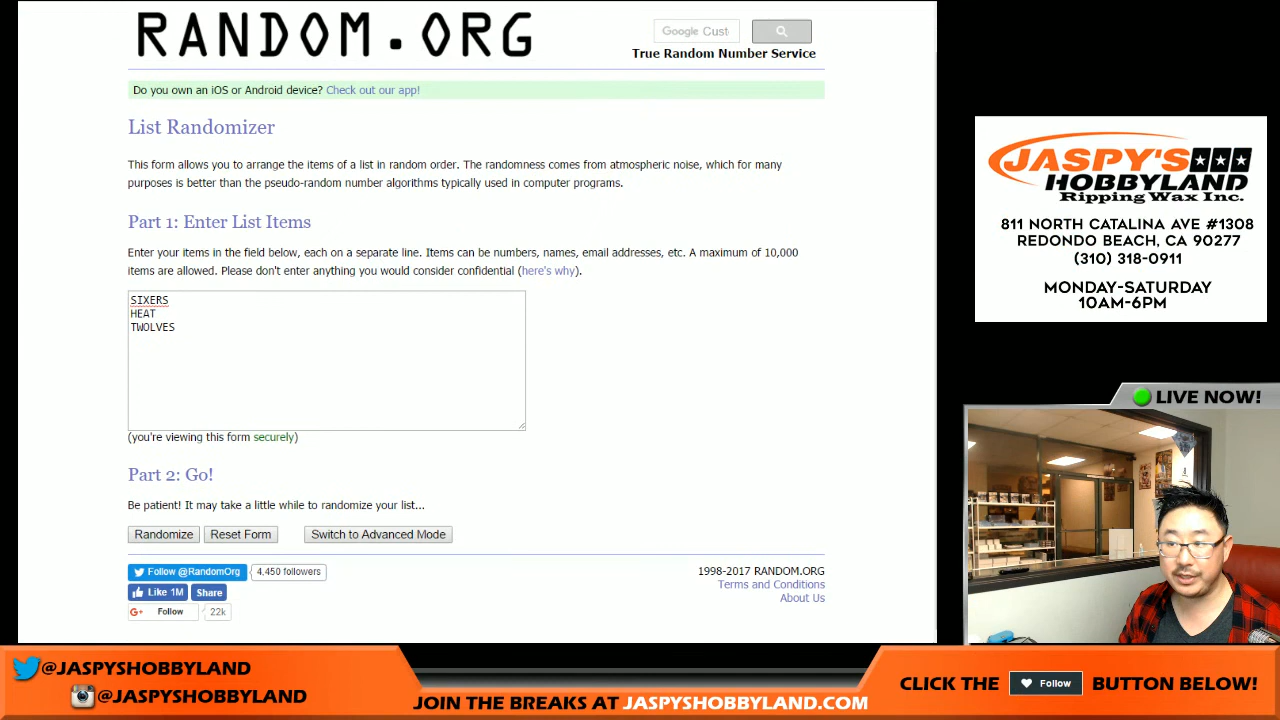 RANDOM.ORG
Google Cust
True Random Number Service
Do you own an iOS or Android device? Check out our app!
List Randomizer
This form allows you to arrange the items of a list in random order. The randomness comes from atmospheric noise, which for many
purposes is better than the pseudo-random number algorithms typically used in computer programs.
Part 1: Enter List Items
Enter your items in the field below, each on a separate line. Items can be numbers, names, email addresses, etc. A maximum of 10,000
items are allowed. Please don't enter anything you would consider confidential (here's why).
SIXERS
HEAT
TWOLVES
(you're viewing this form securely)
Part 2: Go!
Be patient! It may take a little while to randomize your list...
Randomize Reset Form Switch to Advanced Mode
Follow @RandomOrg 4,450 followers
Like 1M Share
G+ Follow 22k
1998-2017 RANDOM.ORG
Terms and Conditions
About Us
JASPY'S
HOBBYLAND
Ripping Wax Inc.
811 NORTH CATALINA AVE #1308
REDONDO BEACH, CA 90277
(310) 318-0911
MONDAY-SATURDAY
10AM-6PM
LIVE NOW!
@JASPYSHOBBYLAND
@JASPYSHOBBYLAND
JOIN THE BREAKS AT JASPYSHOBBYLAND.COM
CLICK THE Follow BUTTON BELOW!